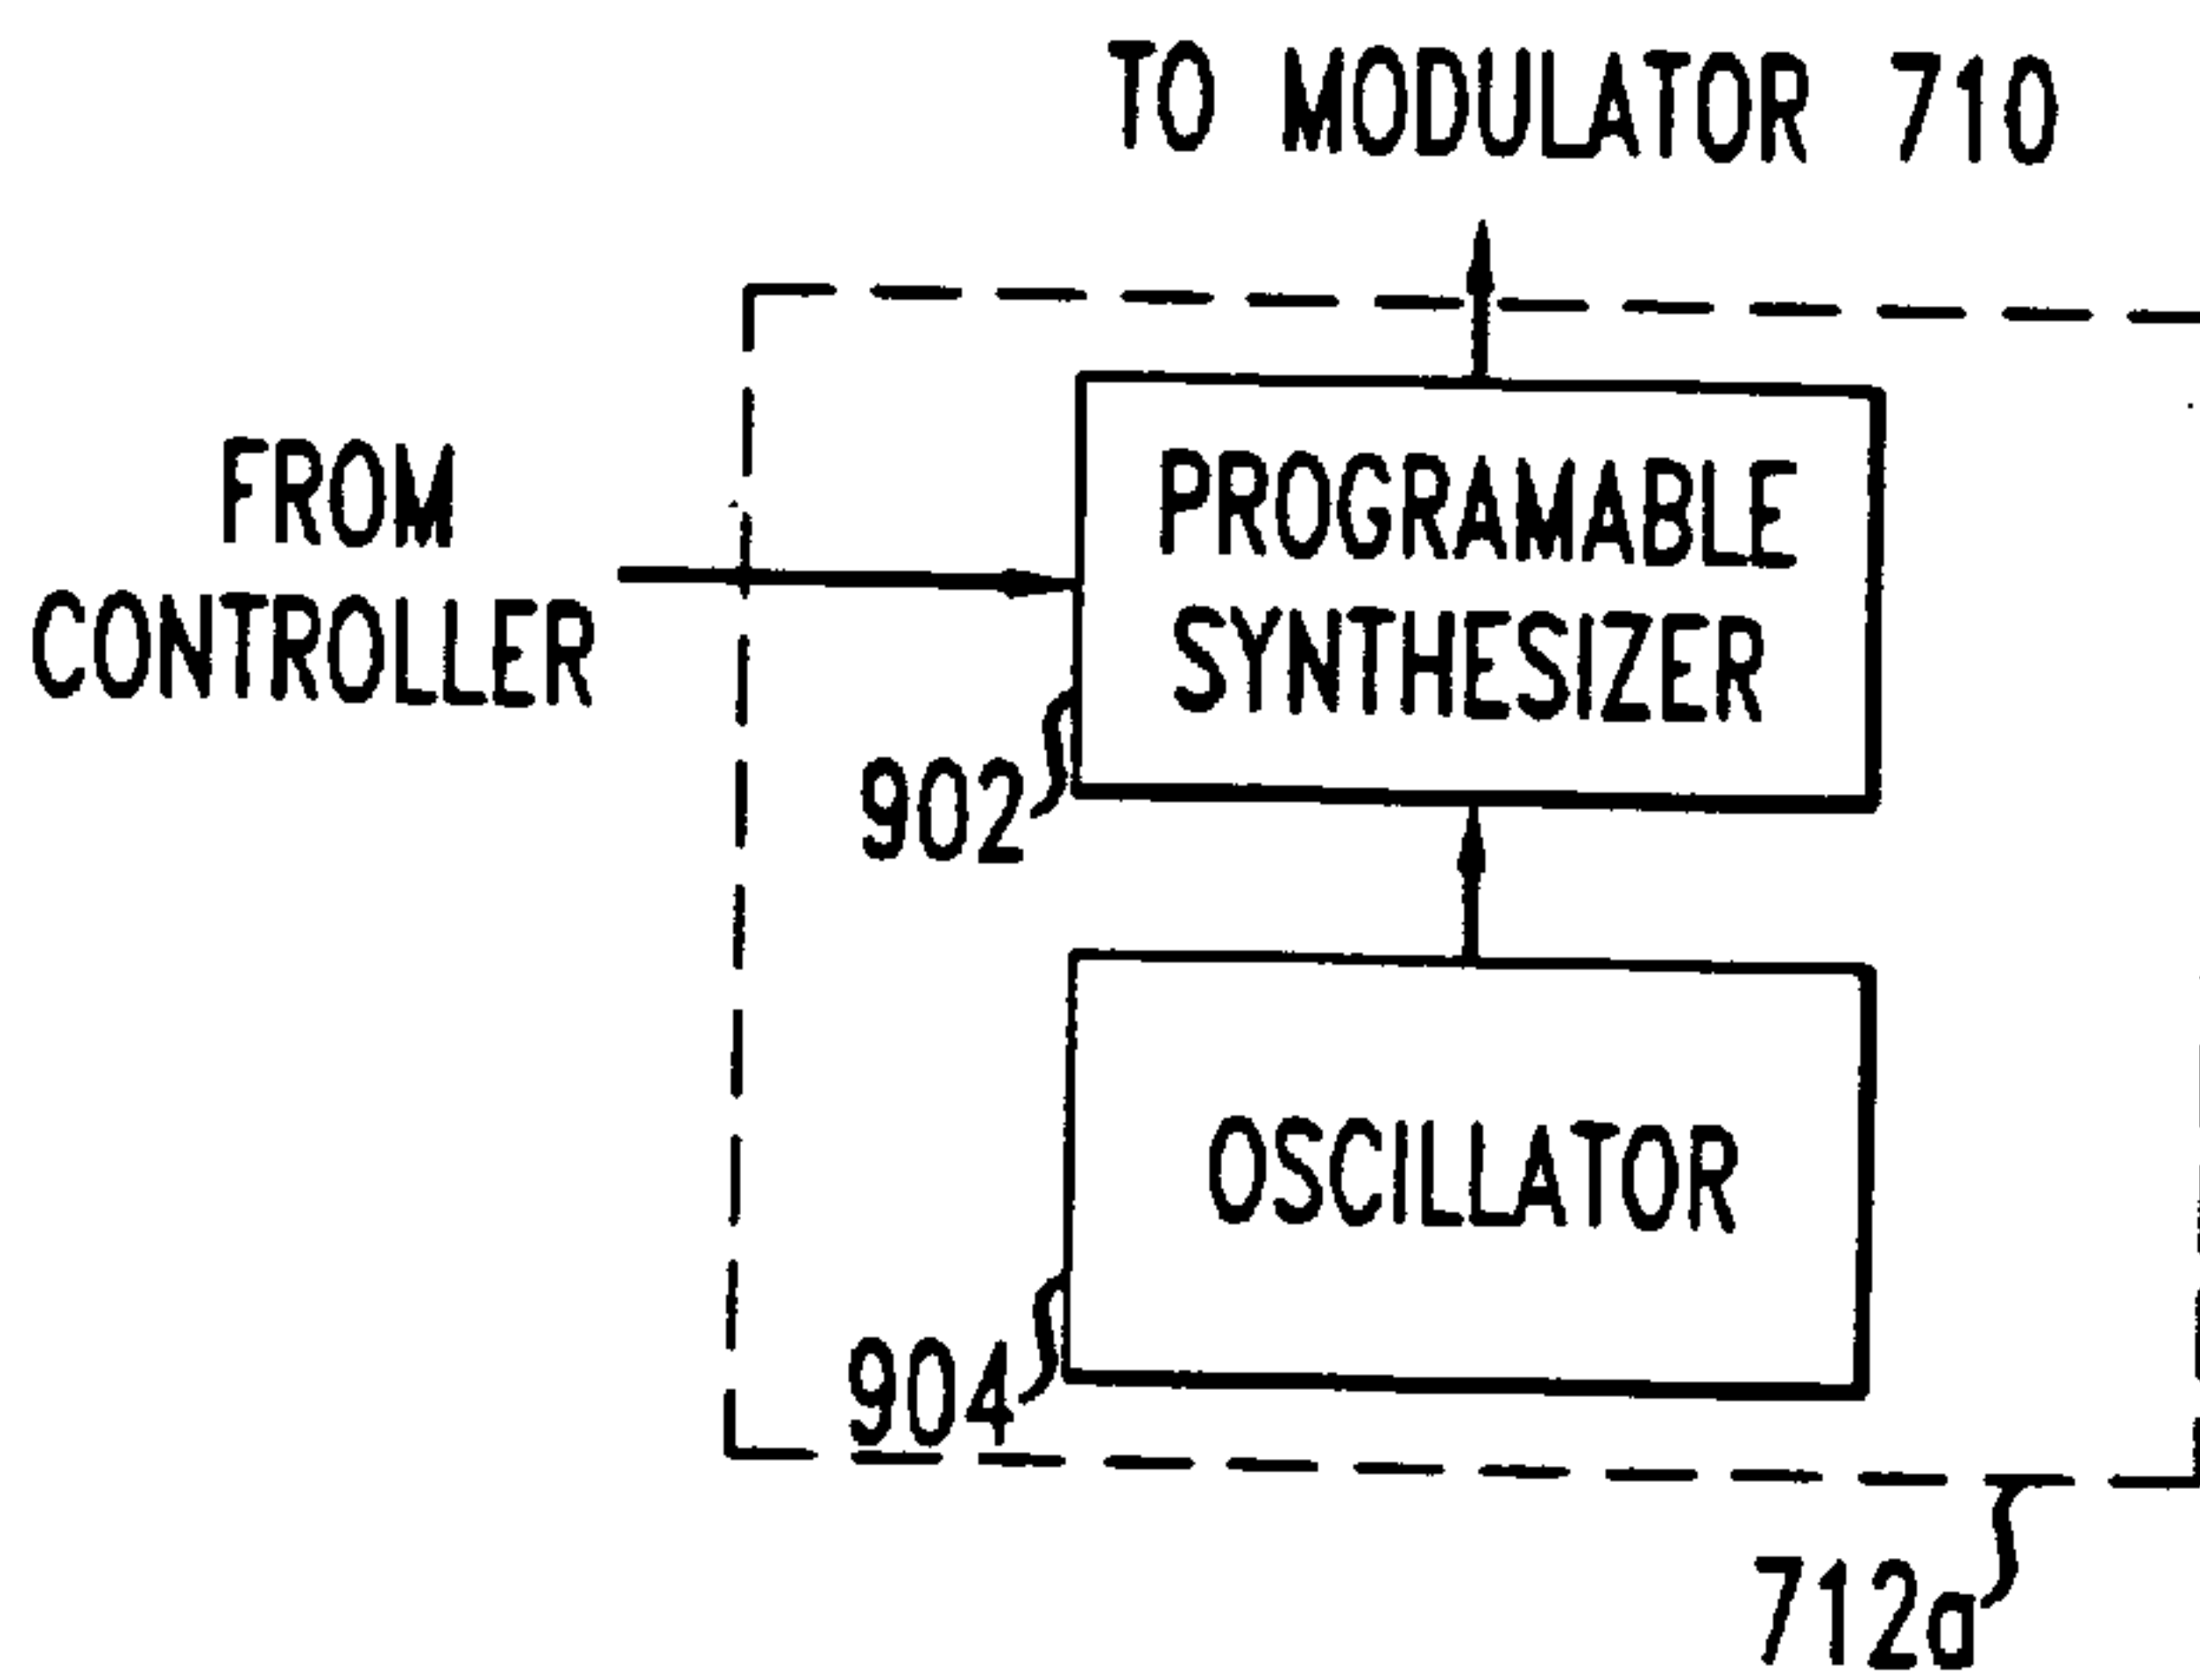 TO MODULATOR 710
FROM
CONTROLLER
PROGRAMABLE
SYNTHESIZER
902
OSCILLATOR
904
712a